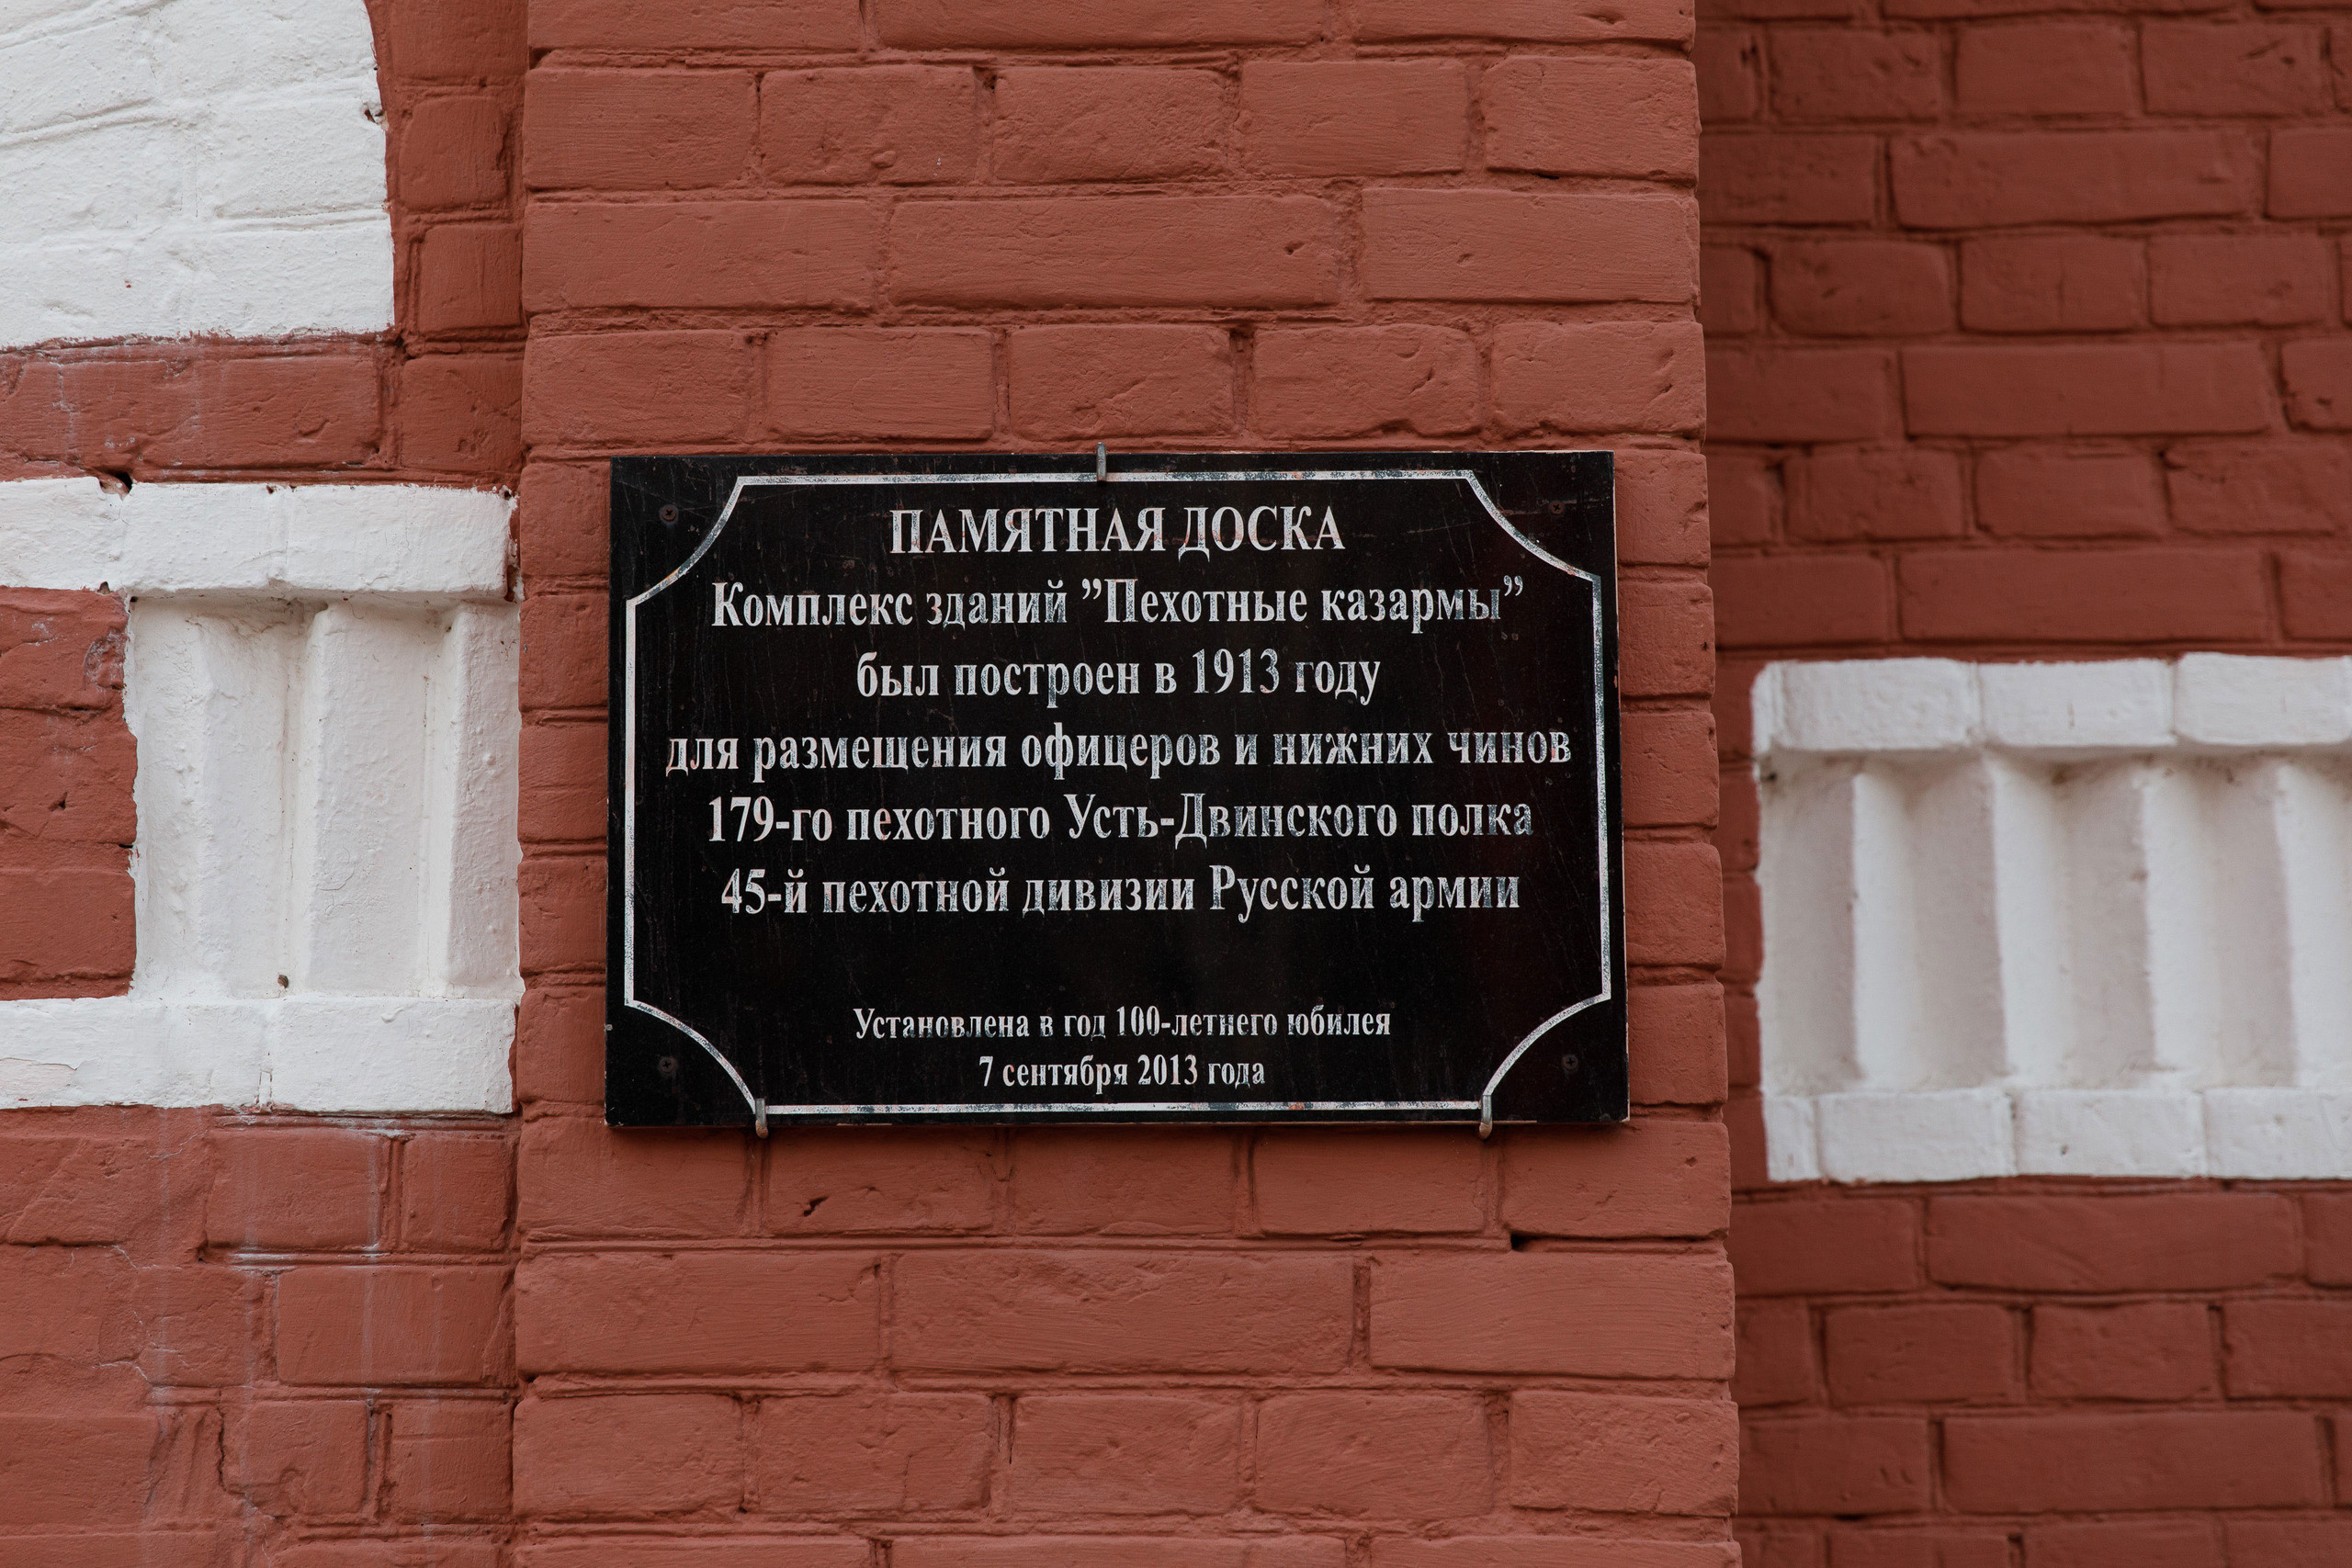 ПАМЯТНАЯ ДОСКА
Комплекс зданий ”Пехотные казармы”
был построен в 1913 году
для размещения офицеров и нижних чинов
179-го пехотного Усть-Двинского полка
45-й пехотной дивизии Русской армии
Установлена в год 100-летнего юбилея
7 сентября 2013 года